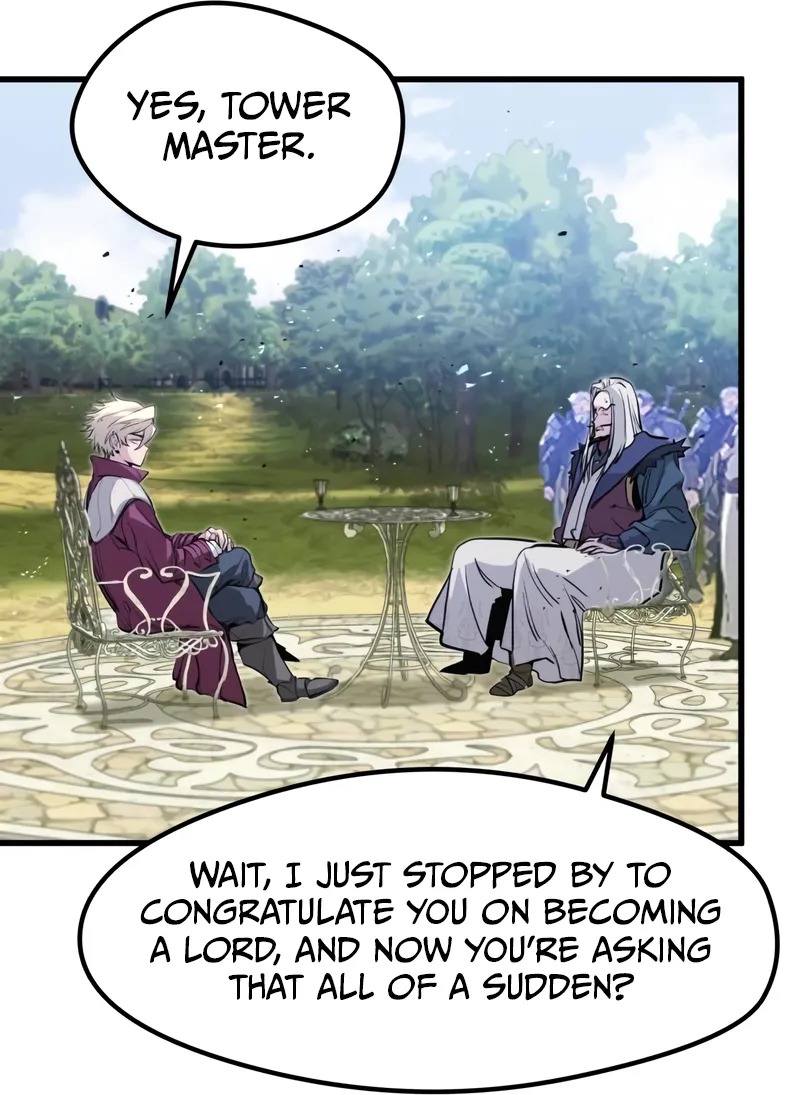 YES, TOWER
MASTER.
WAIT, I JUST STOPPED BY TO
CONGRATULATE YOU ON BECOMING
A LORD, AND NOW YOU'RE ASKING
THAT ALL OF A SUDDEN?